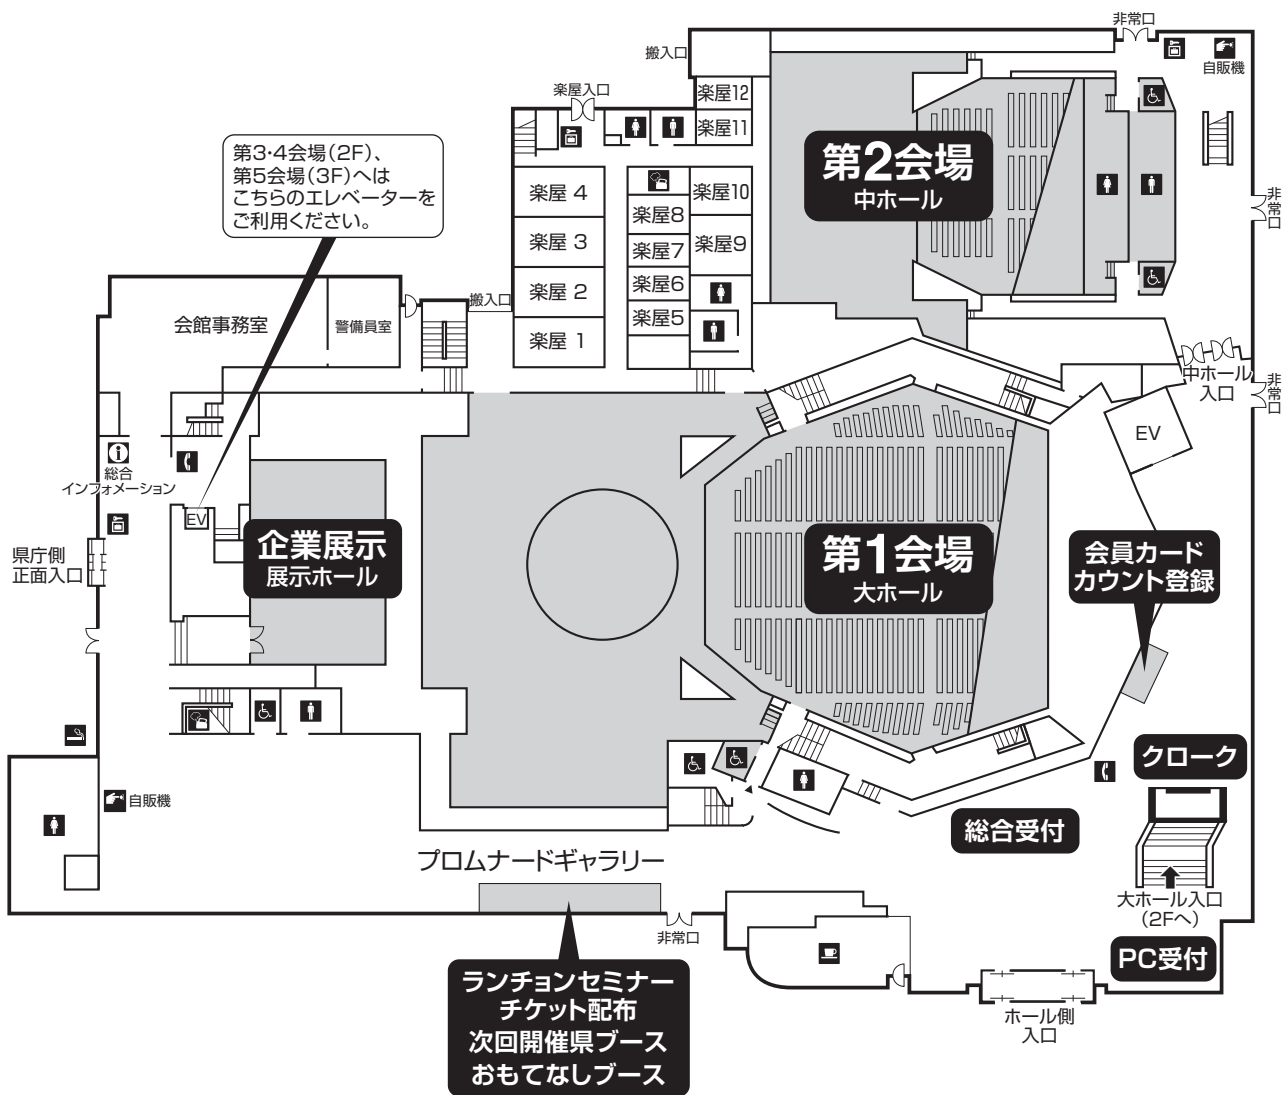 非常口
搬入口
自販機
楽屋入口
楽屋12
楽屋11
第3・4会場(2F)、
第5会場(3F)へは
こちらのエレベーターを
ご利用ください。
第2会場
中ホール
楽屋 4
楽屋 3
楽屋 2
楽屋 1
楽屋10
楽屋8
楽屋9
楽屋7
楽屋6
楽屋5
非常口
搬入口
会館事務室
警備員室
中ホール
入口
非常口
EV
総合
インフォメーション
EV
企業展示
展示ホール
第1会場
大ホール
会員カード
カウント登録
県庁側
正面入口
クローク
自販機
総合受付
プロムナードギャラリー
大ホール入口
(2Fへ)
非常口
PC受付
ランチョンセミナー
チケット配布
次回開催県ブース
おもてなしブース
ホール側
入口